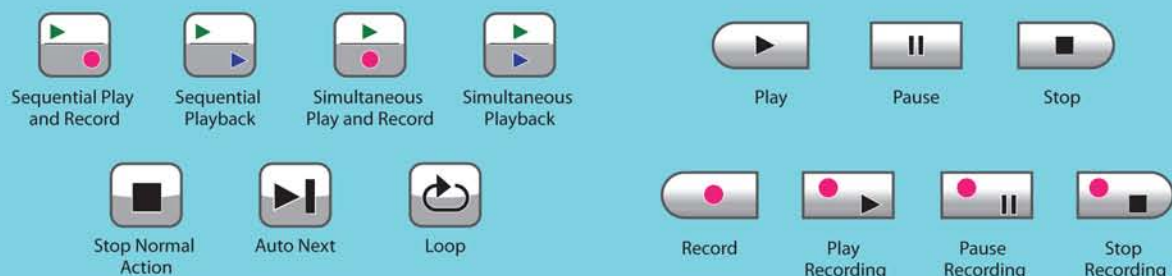 Sequential Play
and Record
Sequential
Playback
Simultaneous
Play and Record
Simultaneous
Playback
Play
Pause
Stop
Stop Normal
Action
Auto Next
Loop
Record
Play
Recording
Pause
Recording
Stop
Recording